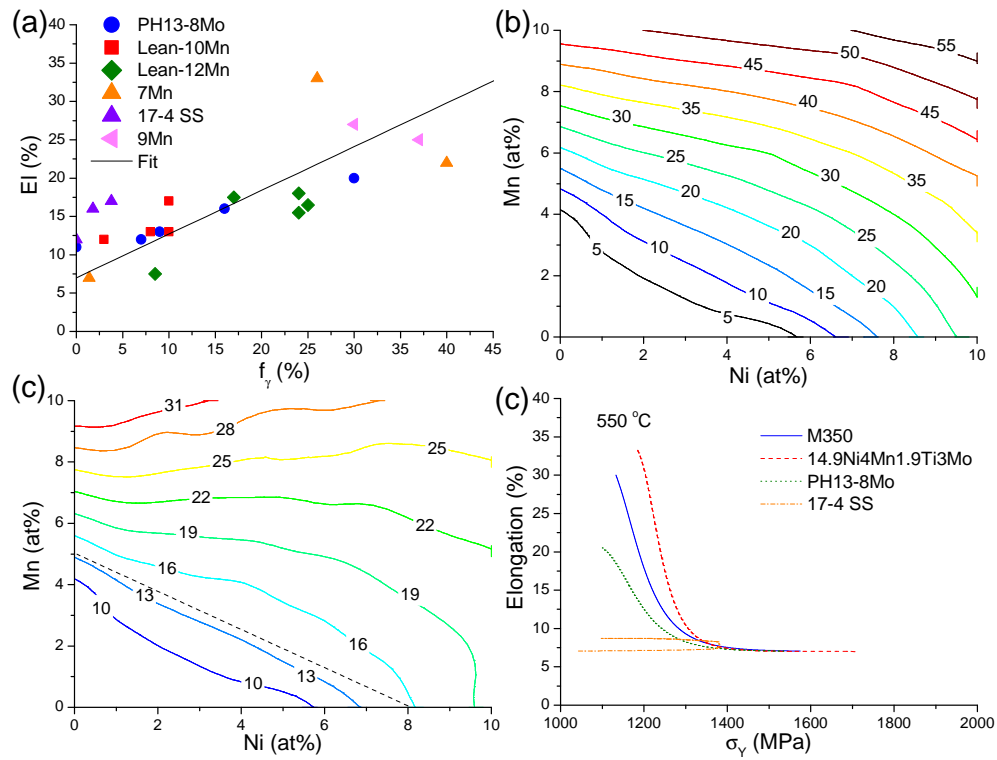 (a)
40
35
30
25
20
15
10
5
0
El (%)
PH13-8Mo
Lean-10Mn
Lean-12Mn
7Mn
17-4 SS
9Mn
Fit
0 5 10 15 20 25 30 35 40 45
fγ (%)
(b)
10
8
6
4
2
0
Mn (at%)
55
50
45
45
40
35
35
30
30
25
25
20
20
15
15
10
10
5
5
0 2 4 6 8 10
Ni (at%)
(c)
10
8
6
4
2
0
Mn (at%)
31
28
25
25
22
22
19
19
16
16
13
13
10
10
0 2 4 6 8 10
Ni (at%)
(c)
40
35
30
25
20
15
10
5
0
Elongation (%)
550 °C
M350
14.9Ni4Mn1.9Ti3Mo
PH13-8Mo
17-4 SS
1000 1200 1400 1600 1800 2000
σY (MPa)